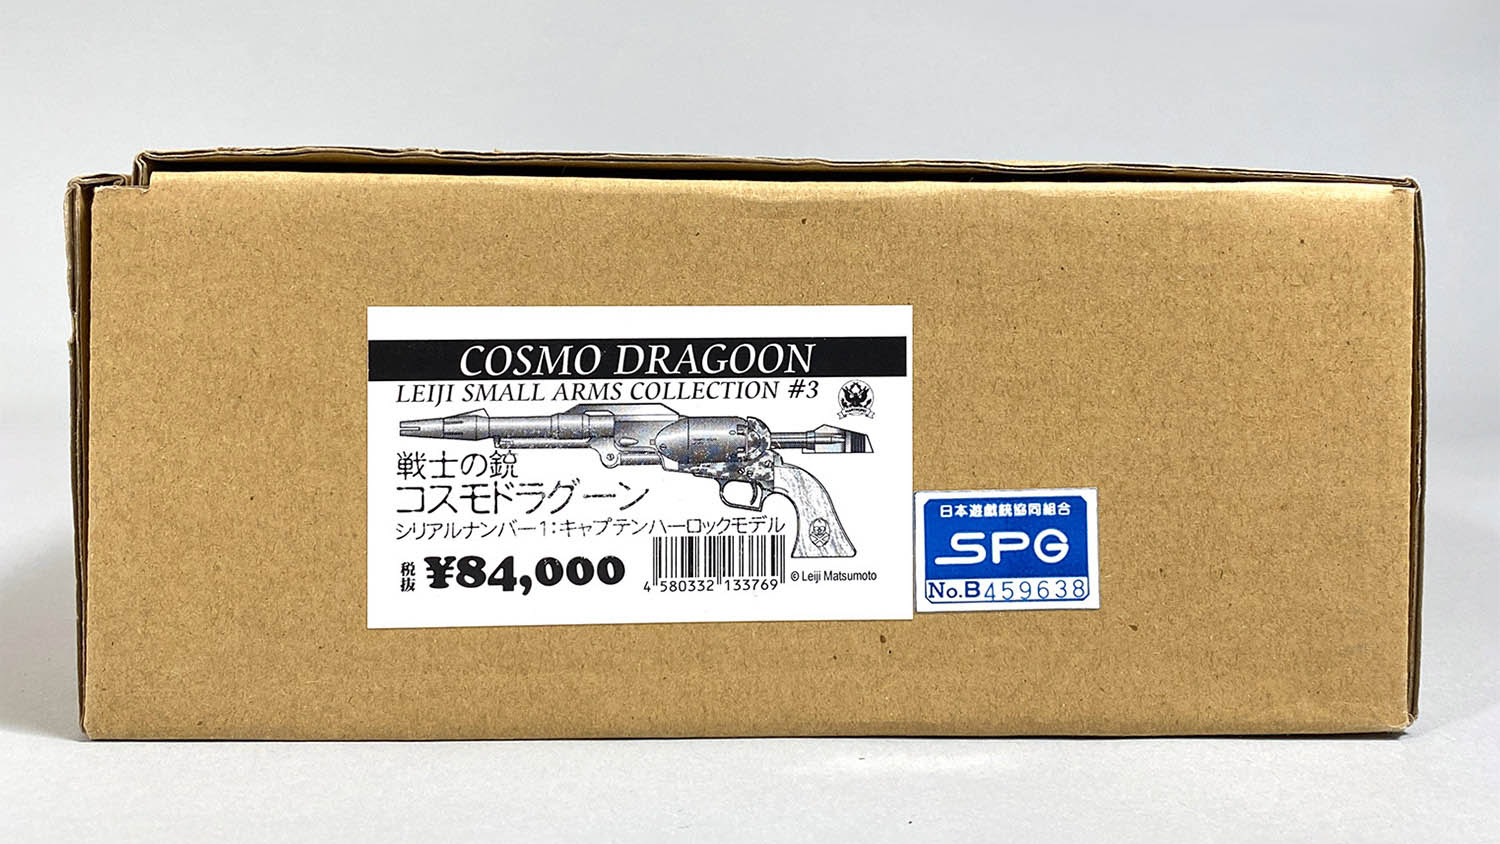 COSMO DRAGOON
LEIJI SMALL ARMS COLLECTION #3
戦士の銃
コスモドラグーン
シリアルナンバー1:キャプテンハーロックモデル
税抜 ¥84,000
4 580332 133769
© Leiji Matsumoto
日本遊戯銃協同組合
SPG
No.B459638